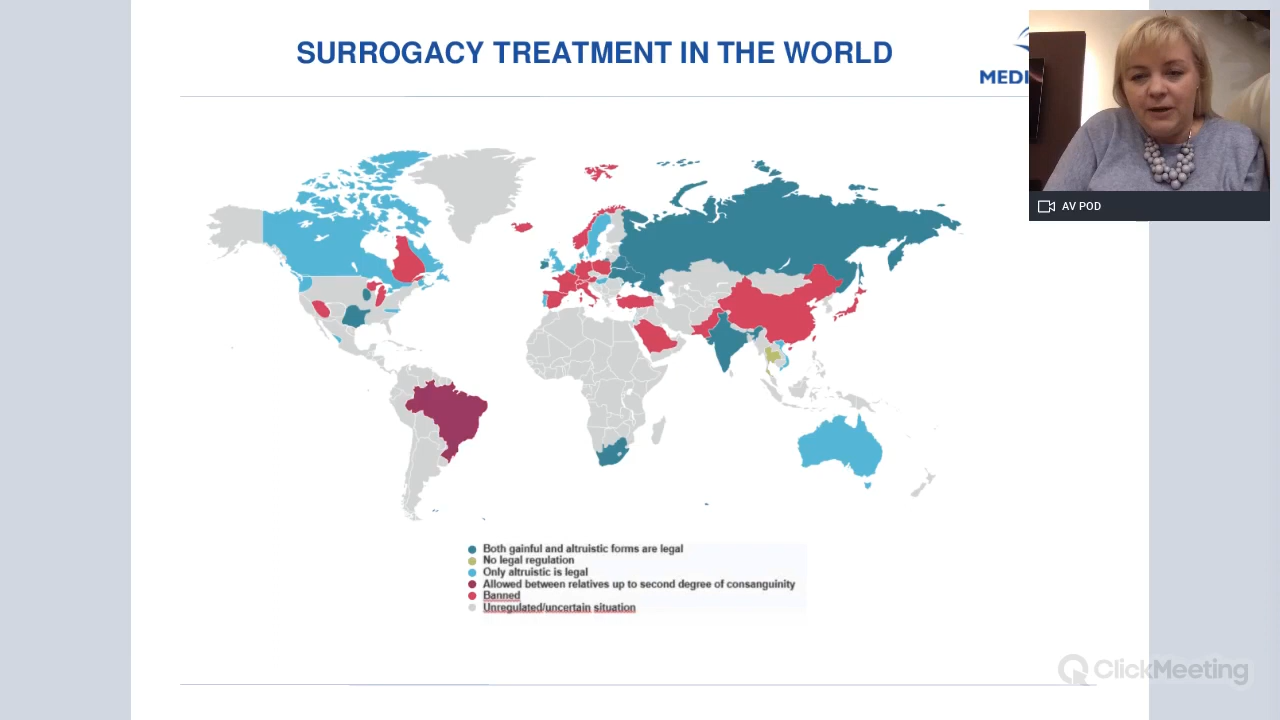 SURROGACY TREATMENT IN THE WORLD
MEDI
AV POD
Both gainful and altruistic forms are legal
No legal regulation
Only altruistic is legal
Allowed between relatives up to second degree of consanguinity
Banned
Unregulated/uncertain situation
ClickMeeting